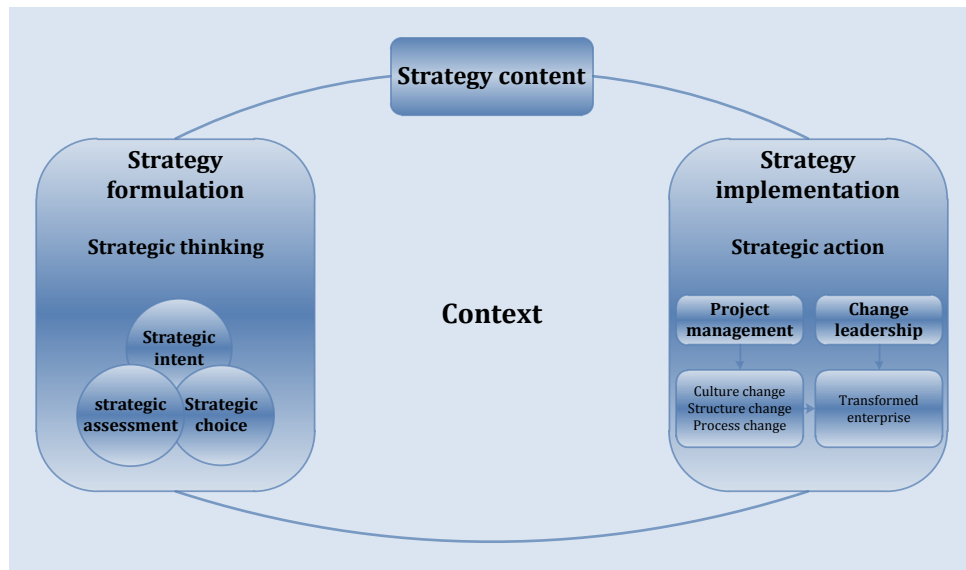 Strategy content
Strategy
formulation
Strategic thinking
Strategic
intent
strategic
assessment
Strategic
choice
Context
Strategy
implementation
Strategic action
Project
management
Change
leadership
Culture change
Structure change
Process change
Transformed
enterprise